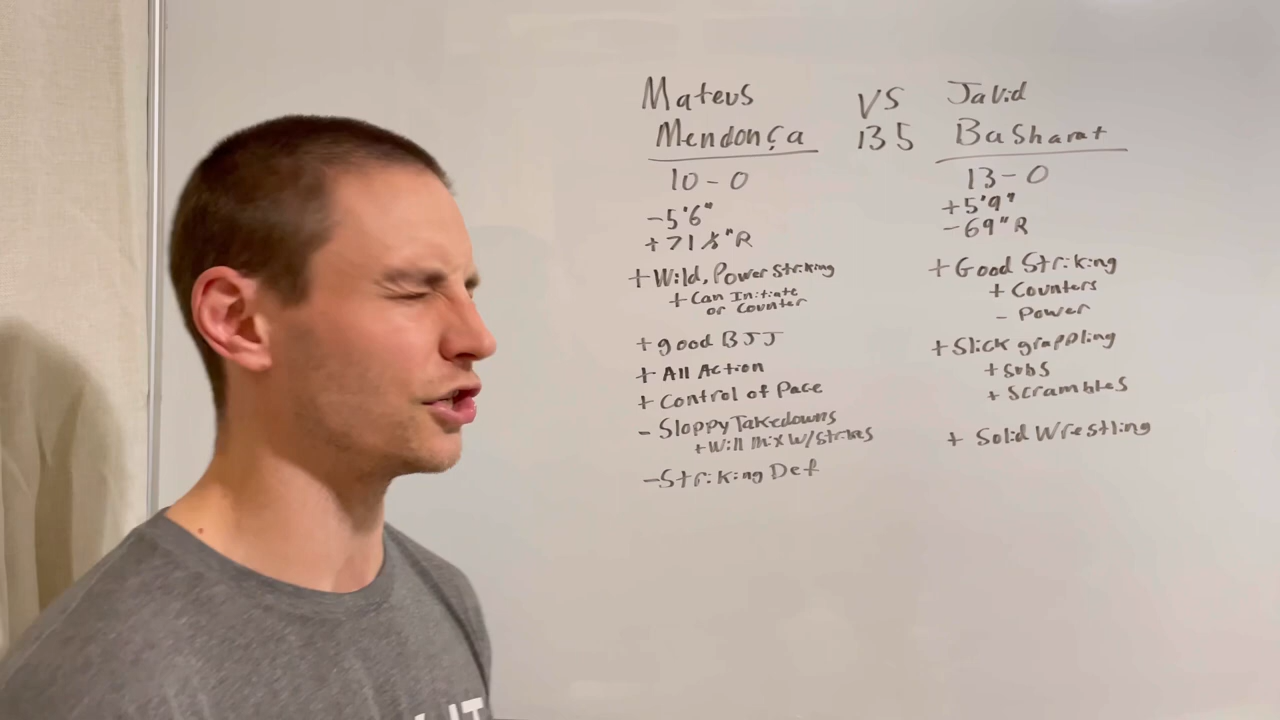 Mateus
Mendonça
10-0
-5'6"
+71"R
+Wild, Power Striking
+Can Initiate
or Counter
+good BJJ
+All Action
+Control of Pace
-Sloppy Takedowns
+Will mix w/strikes
-Striking Def
VS
135
Javid
Basharat
13-0
+5'9"
-69"R
+Good Striking
+Counters
-Power
+Slick grappling
+Subs
+Scrambles
+Solid Wrestling
IT